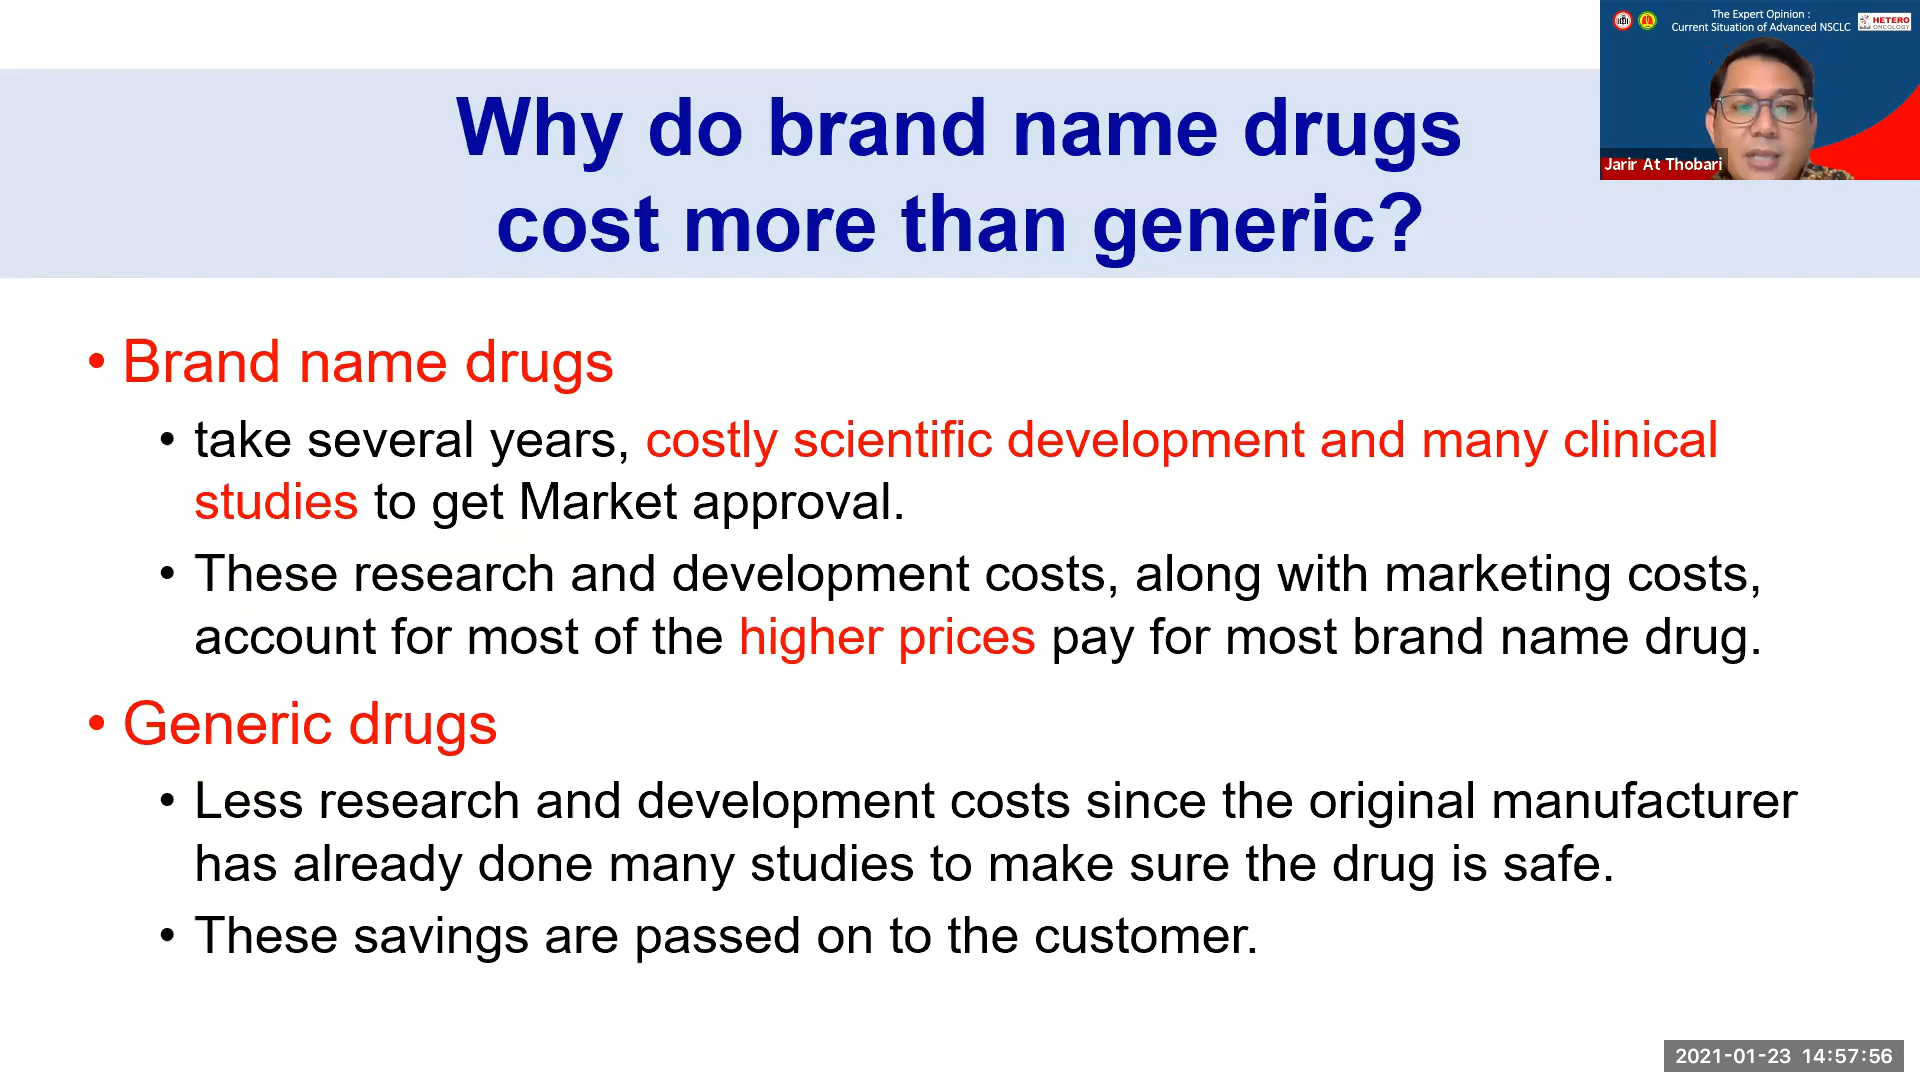 The Expert Opinion :
Current Situation of Advanced NSCLC
HETERO
ONCOLOGY
Jarir At Thobari
Why do brand name drugs
cost more than generic?
• Brand name drugs
• take several years, costly scientific development and many clinical
studies to get Market approval.
• These research and development costs, along with marketing costs,
account for most of the higher prices pay for most brand name drug.
• Generic drugs
• Less research and development costs since the original manufacturer
has already done many studies to make sure the drug is safe.
• These savings are passed on to the customer.
2021-01-23 14:57:56